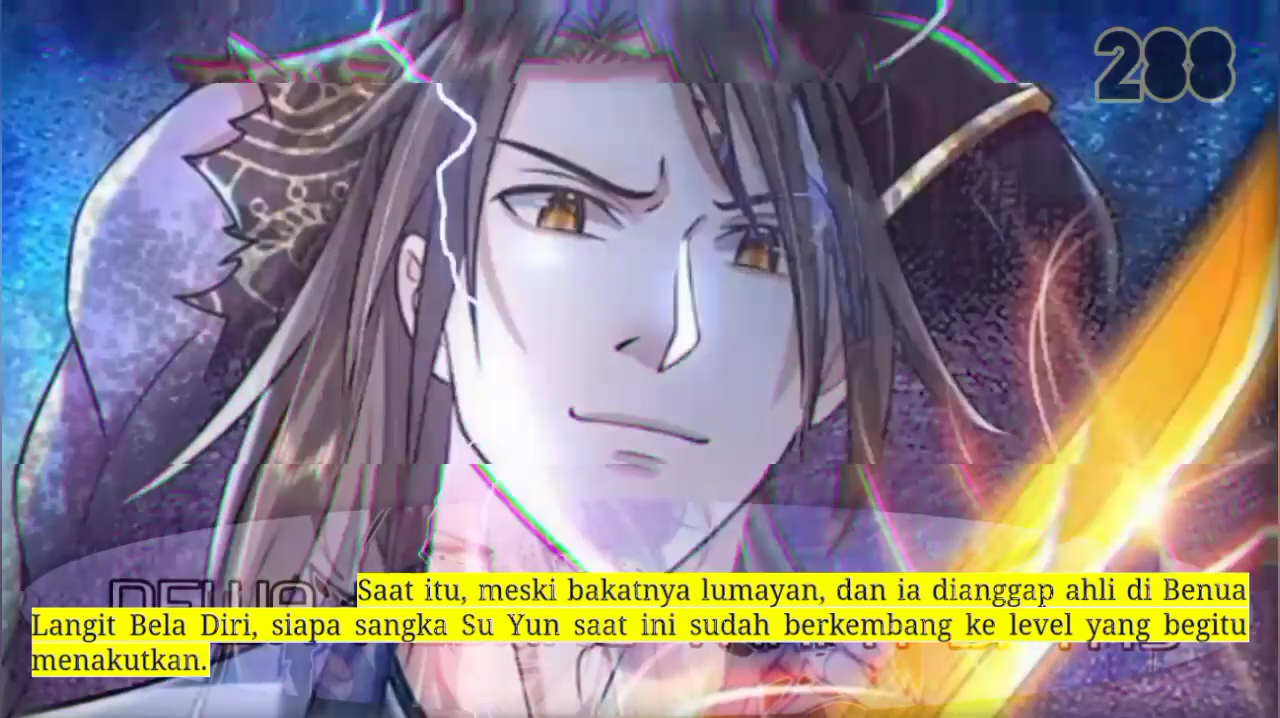 288
DEWA
Saat itu, meski bakatnya lumayan, dan ia dianggap ahli di Benua
Langit Bela Diri, siapa sangka Su Yun saat ini sudah berkembang ke level yang begitu
menakutkan.